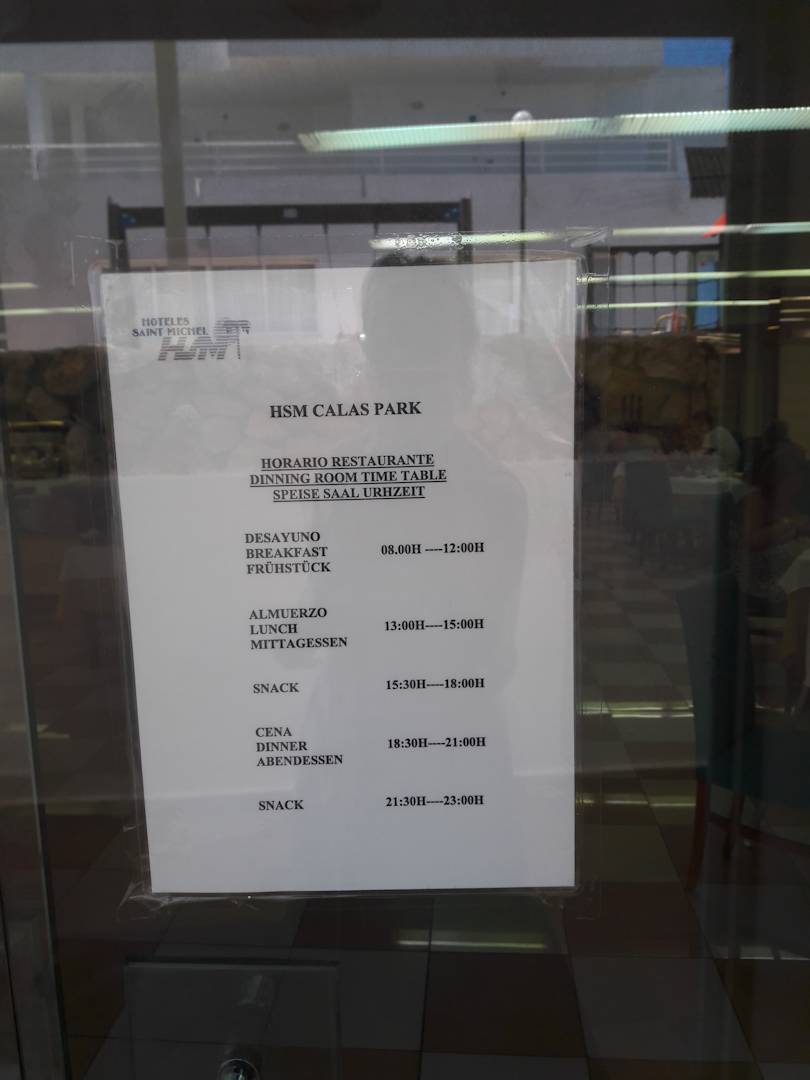 HOTELES
SAINT MICHEL
HSM
HSM CALAS PARK
HORARIO RESTAURANTE
DINNING ROOM TIME TABLE
SPEISE SAAL URHZEIT
DESAYUNO
BREAKFAST 08.00H ----12:00H
FRÜHSTÜCK
ALMUERZO
LUNCH 13:00H----15:00H
MITTAGESSEN
SNACK 15:30H----18:00H
CENA
DINNER 18:30H----21:00H
ABENDESSEN
SNACK 21:30H----23:00H